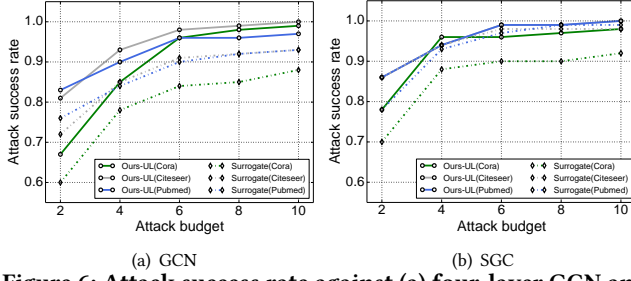 1.0
0.9
0.8
0.7
0.6
Attack success rate
Ours-UL(Cora) Surrogate(Cora)
Ours-UL(Citeseer) Surrogate(Citeseer)
Ours-UL(Pubmed) Surrogate(Pubmed)
2 4 6 8 10
Attack budget
(a) GCN
1.0
0.9
0.8
0.7
0.6
Attack success rate
Ours-UL(Cora) Surrogate(Cora)
Ours-UL(Citeseer) Surrogate(Citeseer)
Ours-UL(Pubmed) Surrogate(Pubmed)
2 4 6 8 10
Attack budget
(b) SGC
Figure 6: Attack success rate against (a) four-layer GCN an